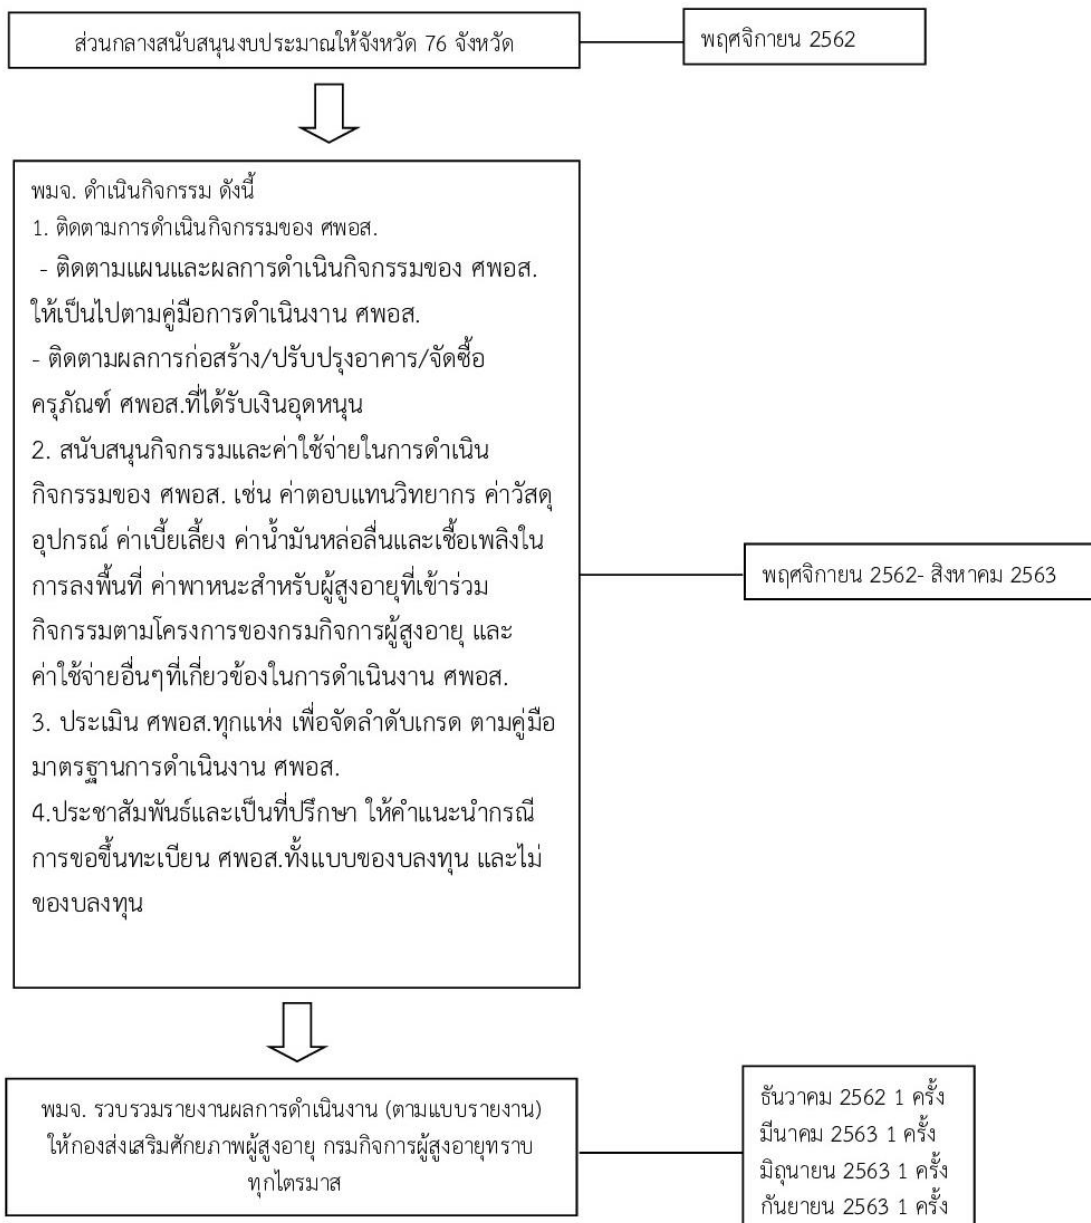 ส่วนกลางสนับสนุนงบประมาณให้จังหวัด 76 จังหวัด
พฤศจิกายน 2562
พมจ. ดำเนินกิจกรรม ดังนี้
1. ติดตามการดำเนินกิจกรรมของ ศพอส.
- ติดตามแผนและผลการดำเนินกิจกรรมของ ศพอส.
ให้เป็นไปตามคู่มือการดำเนินงาน ศพอส.
- ติดตามผลการก่อสร้าง/ปรับปรุงอาคาร/จัดซื้อ
ครุภัณฑ์ ศพอส.ที่ได้รับเงินอุดหนุน
2. สนับสนุนกิจกรรมและค่าใช้จ่ายในการดำเนิน
กิจกรรมของ ศพอส. เช่น ค่าตอบแทนวิทยากร ค่าวัสดุ
อุปกรณ์ ค่าเบี้ยเลี้ยง ค่าน้ำมันหล่อลื่นและเชื้อเพลิงใน
การลงพื้นที่ ค่าพาหนะสำหรับผู้สูงอายุที่เข้าร่วม
กิจกรรมตามโครงการของกรมกิจการผู้สูงอายุ และ
ค่าใช้จ่ายอื่นๆที่เกี่ยวข้องในการดำเนินงาน ศพอส.
3. ประเมิน ศพอส.ทุกแห่ง เพื่อจัดลำดับเกรด ตามคู่มือ
มาตรฐานการดำเนินงาน ศพอส.
4.ประชาสัมพันธ์และเป็นที่ปรึกษา ให้คำแนะนำกรณี
การขอขึ้นทะเบียน ศพอส.ทั้งแบบของบลงทุน และไม่
ของบลงทุน
พฤศจิกายน 2562- สิงหาคม 2563
พมจ. รวบรวมรายงานผลการดำเนินงาน (ตามแบบรายงาน)
ให้กองส่งเสริมศักยภาพผู้สูงอายุ กรมกิจการผู้สูงอายุทราบ
ทุกไตรมาส
ธันวาคม 2562 1 ครั้ง
มีนาคม 2563 1 ครั้ง
มิถุนายน 2563 1 ครั้ง
กันยายน 2563 1 ครั้ง